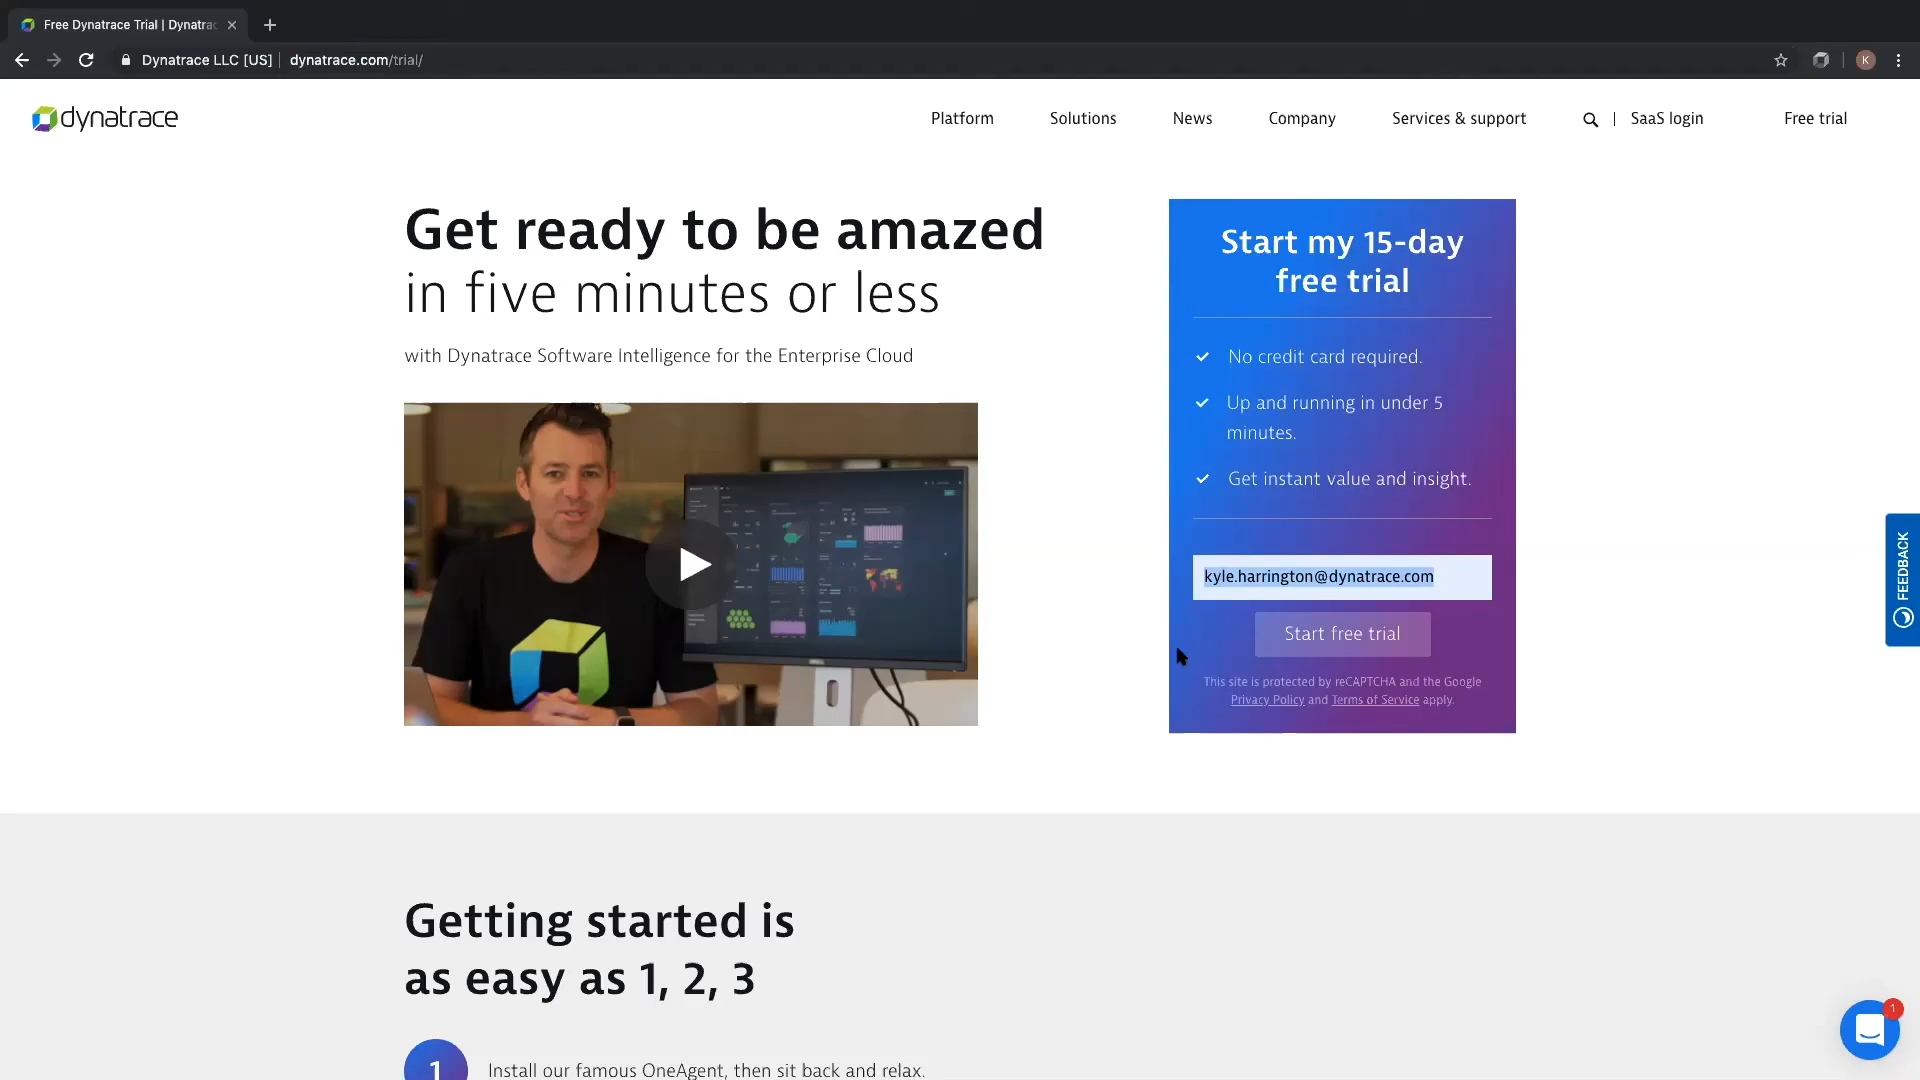 Free Dynatrace Trial | Dynatrac
Dynatrace LLC [US] | dynatrace.com/trial/
K
dynatrace
Platform
Solutions
News
Company
Services & support
SaaS login
Free trial
Get ready to be amazed
in five minutes or less
with Dynatrace Software Intelligence for the Enterprise Cloud
Start my 15-day
free trial
No credit card required.
Up and running in under 5
minutes.
Get instant value and insight.
kyle.harrington@dynatrace.com
Start free trial
This site is protected by reCAPTCHA and the Google
Privacy Policy and Terms of Service apply.
FEEDBACK
Getting started is
as easy as 1, 2, 3
1
Install our famous OneAgent, then sit back and relax.
1